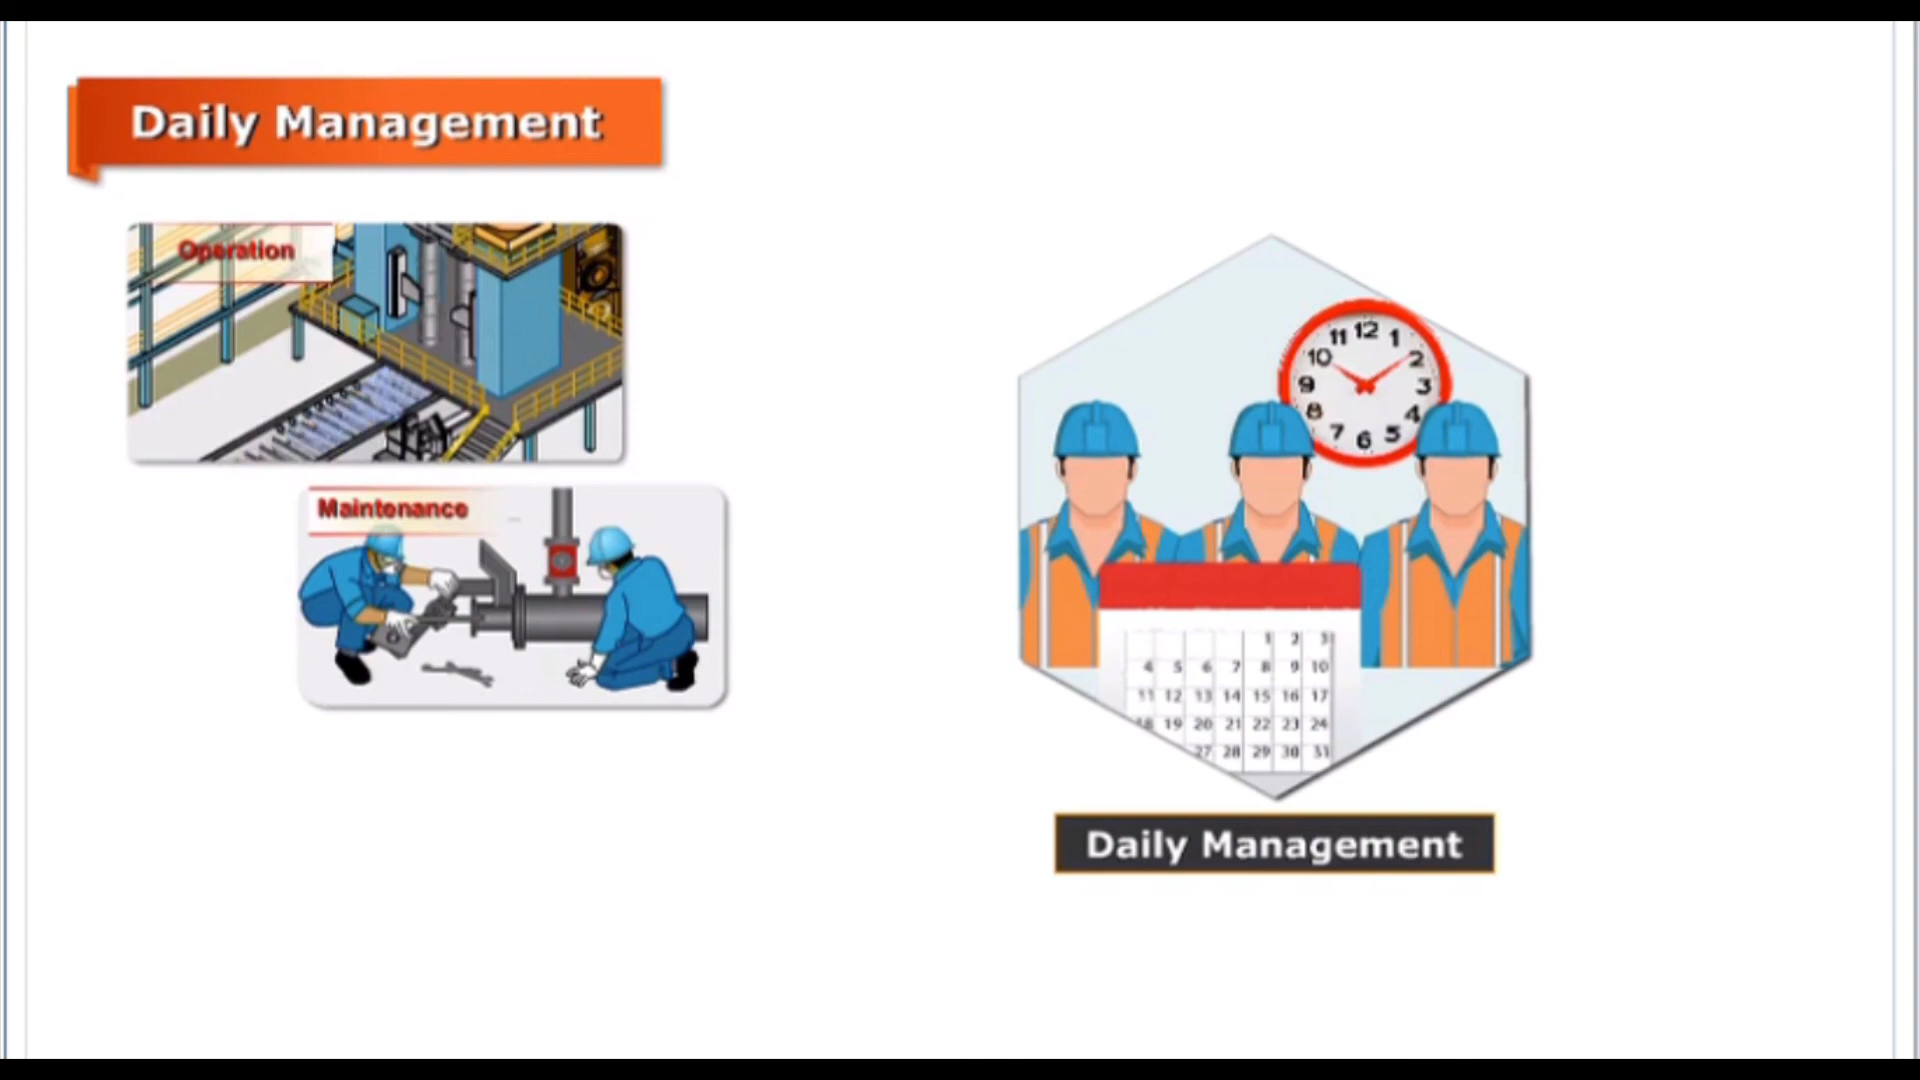 Daily Management
Operation
Maintenance
11 12 1
10 2
9 3
8 4
7 6 5
1 2 3
4 5 6 7 8 9 10
11 12 13 14 15 16 17
18 19 20 21 22 23 24
27 28 29 30 31
Daily Management